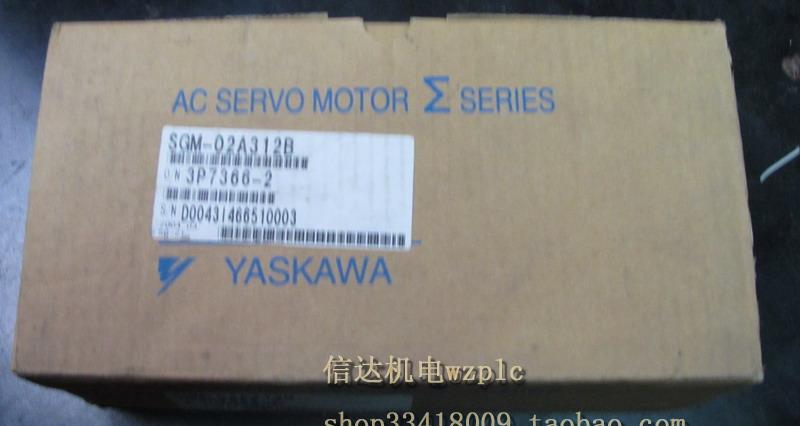 AC SERVO MOTOR Σ SERIES
SGM-02A312B
O.N 3P7366-2
S.N D00431466510003
YASKAWA
信达机电wzplc
shop33418009.taobao.com